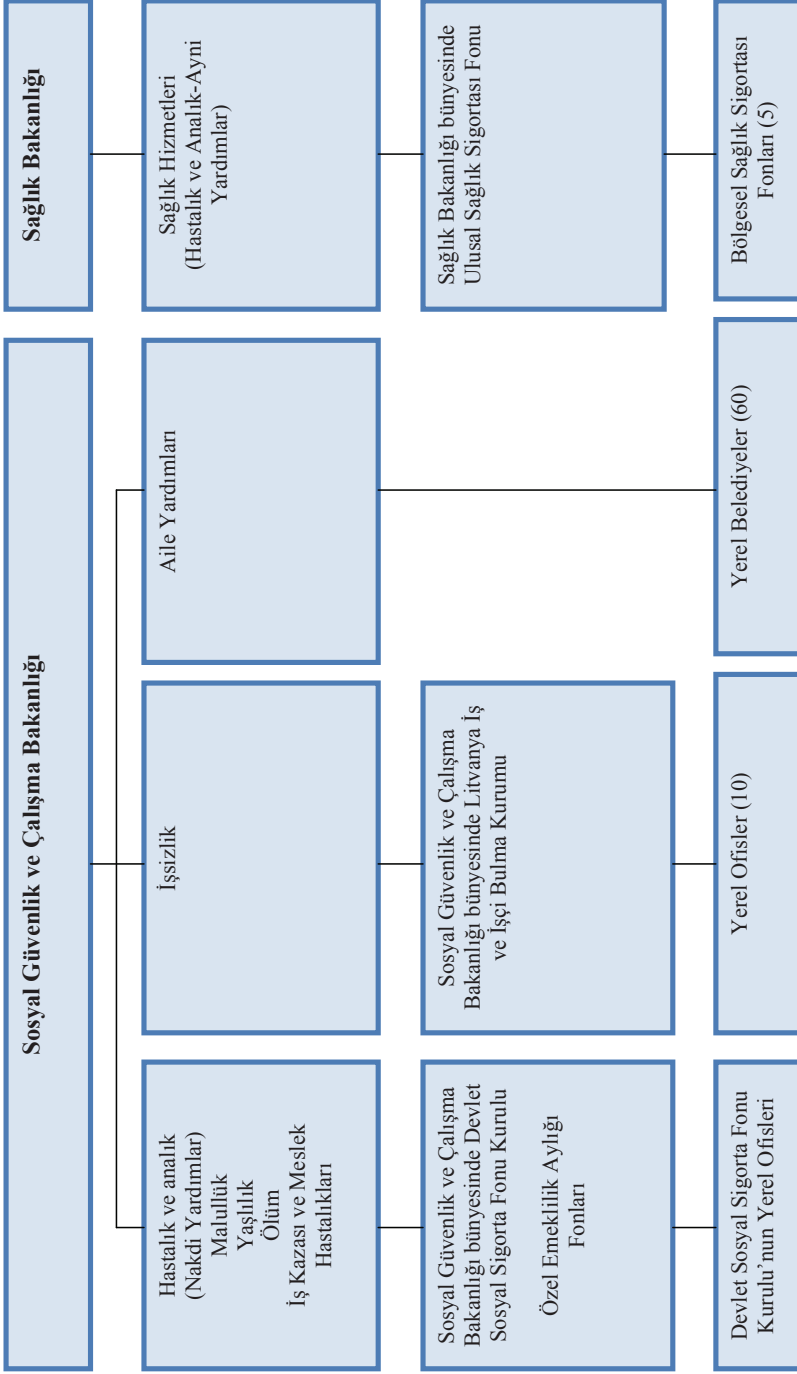 Sosyal Güvenlik ve Çalışma Bakanlığı
Sağlık Bakanlığı
Hastalık ve analık
(Nakdi Yardımlar)
Malullük
Yaşlılık
Ölüm
İş Kazası ve Meslek
Hastalıkları
İşsizlik
Aile Yardımları
Sağlık Hizmetleri
(Hastalık ve Analık-Ayni
Yardımlar)
Sosyal Güvenlik ve Çalışma
Bakanlığı bünyesinde Devlet
Sosyal Sigorta Fonu Kurulu
Özel Emeklilik Aylığı
Fonları
Sosyal Güvenlik ve Çalışma
Bakanlığı bünyesinde Litvanya İş
ve İşçi Bulma Kurumu
Sağlık Bakanlığı bünyesinde
Ulusal Sağlık Sigortası Fonu
Devlet Sosyal Sigorta Fonu
Kurulu'nun Yerel Ofisleri
Yerel Ofisler (10)
Yerel Belediyeler (60)
Bölgesel Sağlık Sigortası
Fonları (5)